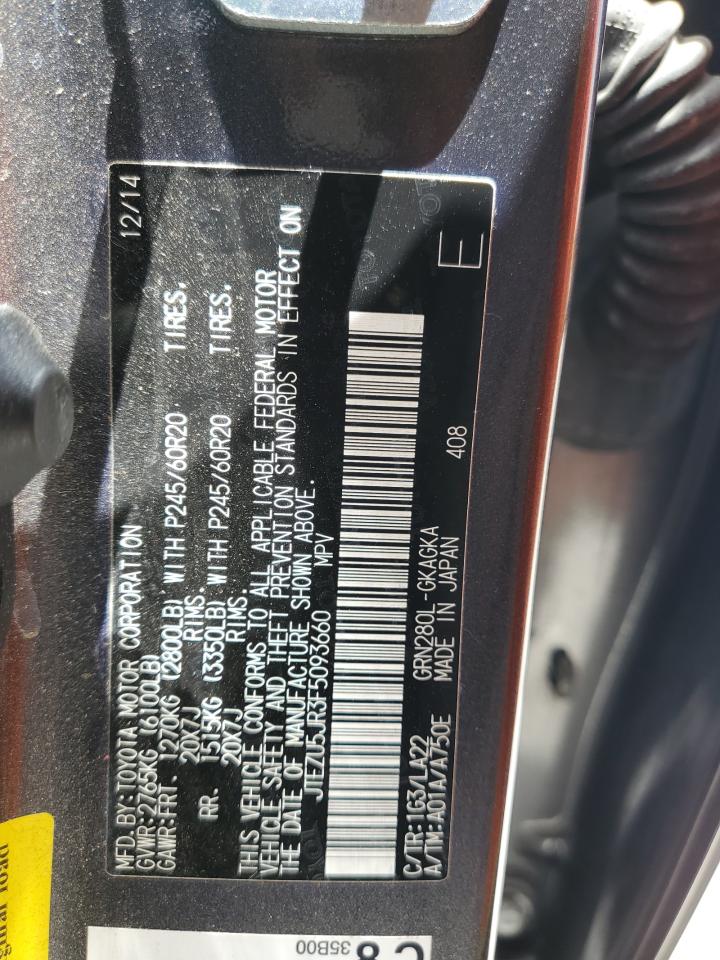 MFD BY: TOYOTA MOTOR CORPORATION 12/14
GVWR: 2765KG (6100LB)
GAWR: FRT. 1270KG (2800LB) WITH P245/60R20 TIRES.
20X7J RIMS.
RR. 1515KG (3350LB) WITH P245/60R20 TIRES.
20X7J RIMS.
THIS VEHICLE CONFORMS TO ALL APPLICABLE FEDERAL MOTOR
VEHICLE SAFETY AND THEFT PREVENTION STANDARDS IN EFFECT ON
THE DATE OF MANUFACTURE SHOWN ABOVE.
JTEZU5JR3F5093660 MPV
C/TR: 1G3/LA22 GRN280L-GKAGKA
A/TM: A01A/A750E MADE IN JAPAN 408 E
35B00